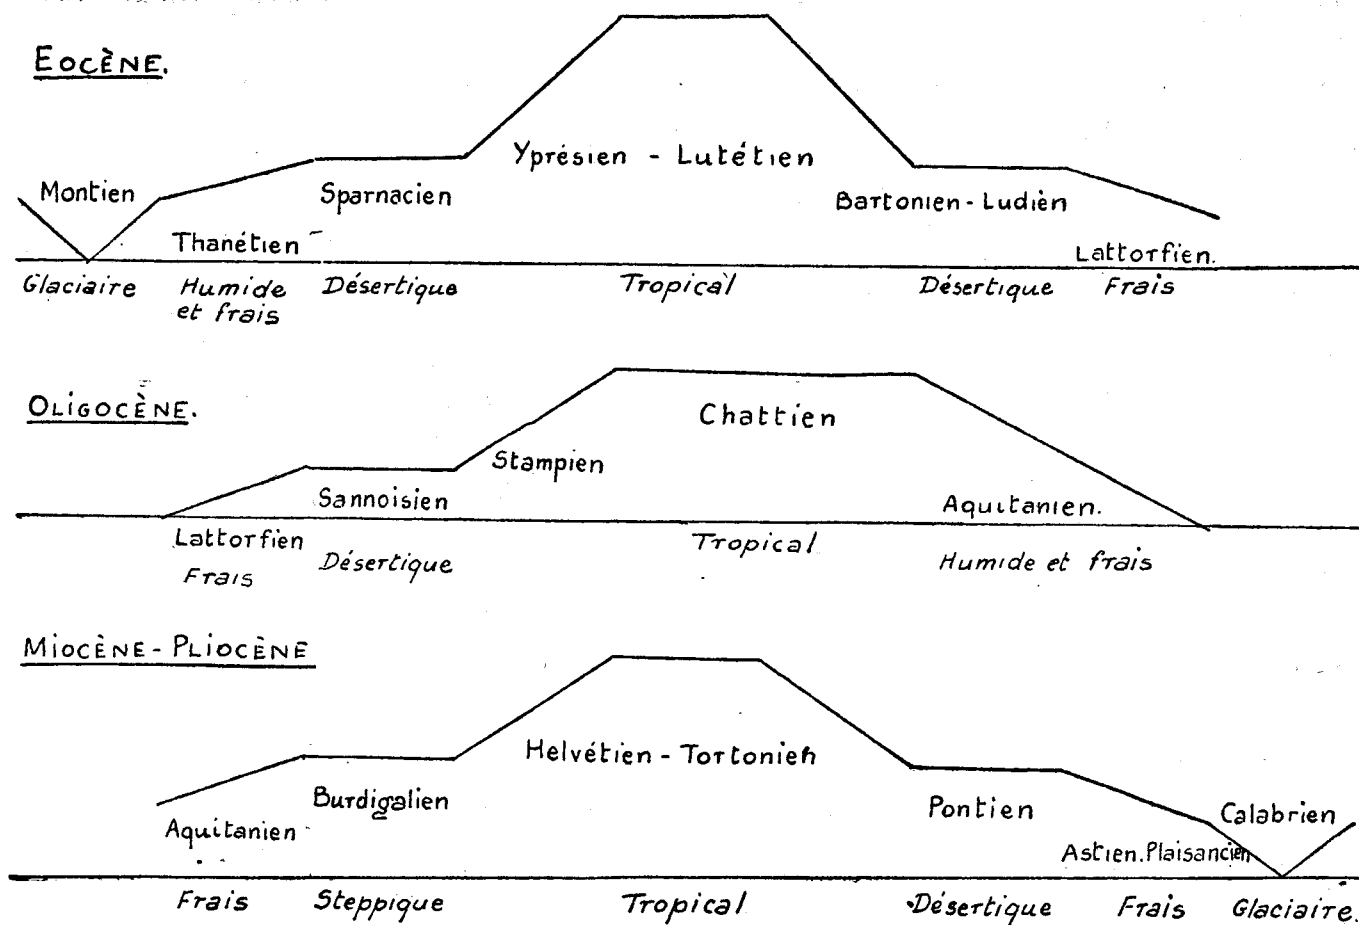 EOCÈNE.
Yprésien - Lutétien
Montien
Sparnacien
Bartonien - Ludièn
Thanétien
Lattorfien.
Glaciaire
Humide
et frais
Désertique
Tropical
Désertique
Frais
OLIGOCÈNE.
Chattien
Stampien
Sannoisien
Aquitanien.
Lattorfien
Frais
Désertique
Tropical
Humide et frais
MIOCÈNE - PLIOCÈNE
Helvétien - Tortonien
Burdigalien
Pontien
Calabrien
Aquitanien
Astien. Plaisancien
Frais
Steppique
Tropical
Désertique
Frais
Glaciaire.